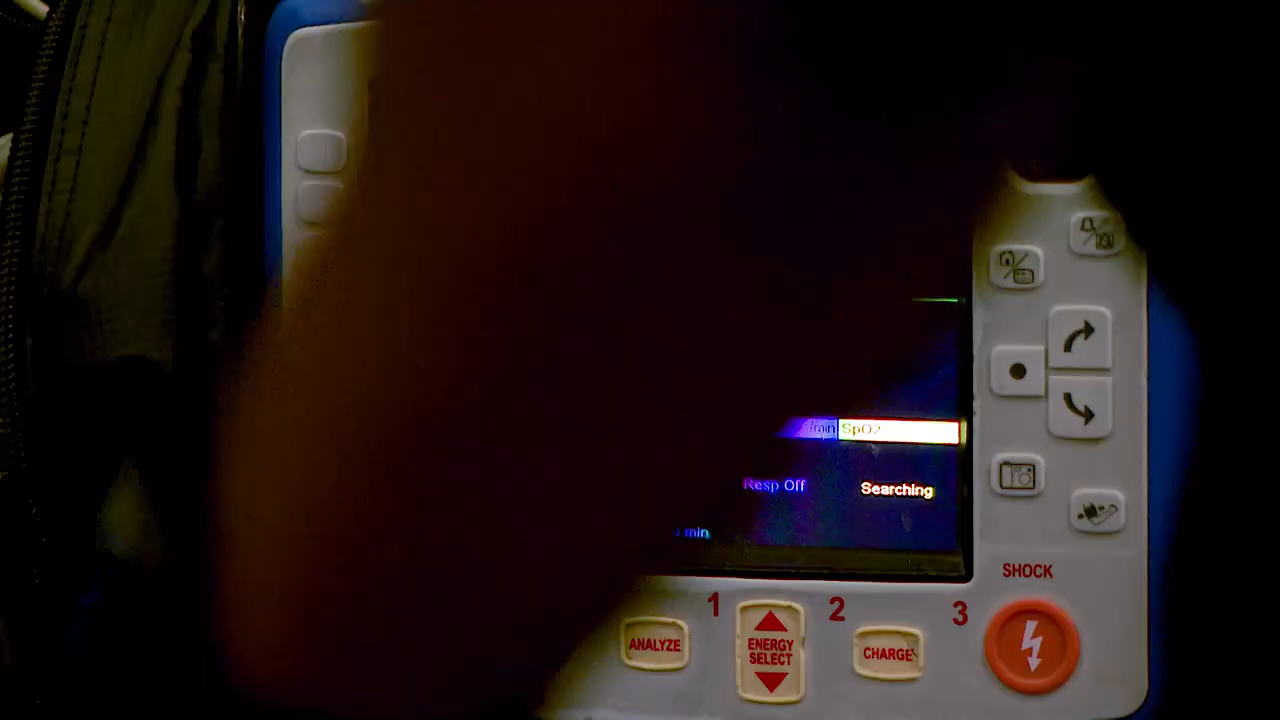 /min SpO2
Resp Off Searching
min
SHOCK
1 2 3
ANALYZE ENERGY SELECT CHARGE